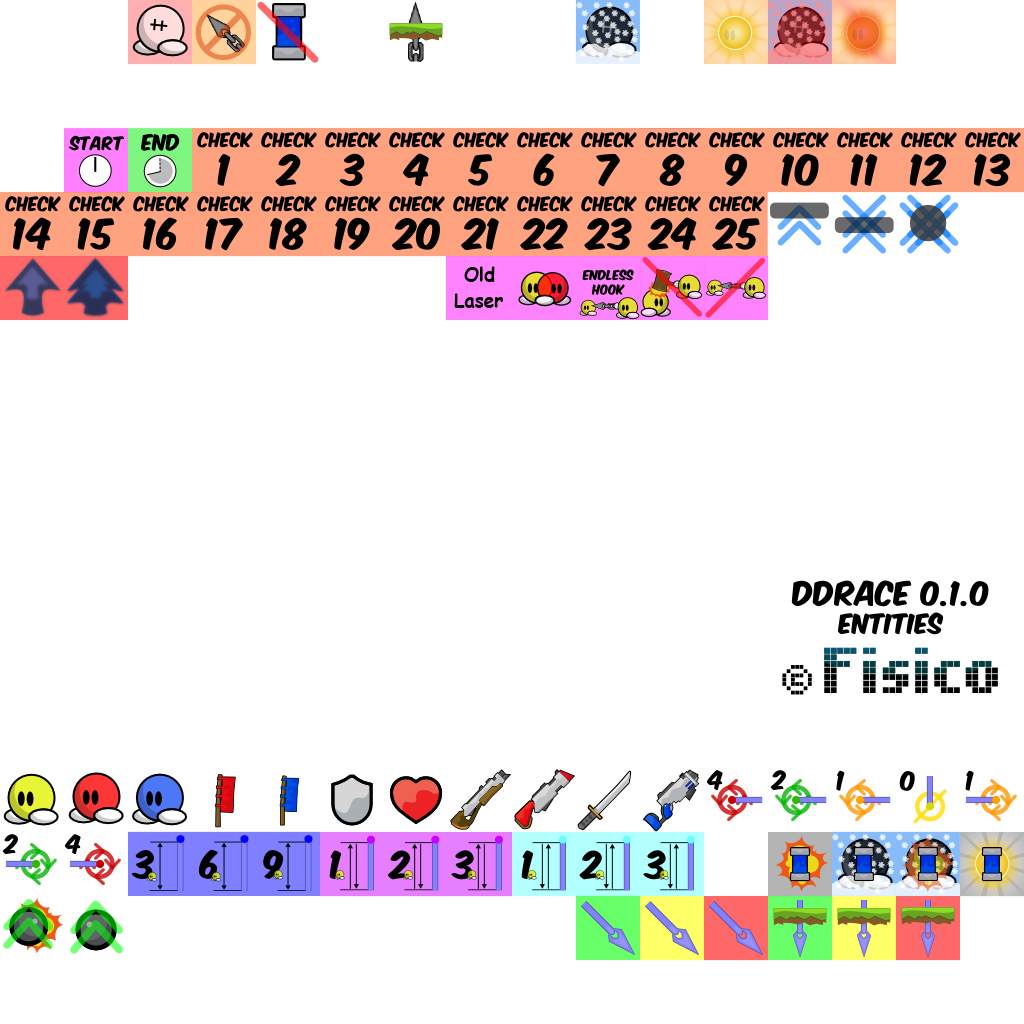 START END CHECK CHECK CHECK CHECK CHECK CHECK CHECK CHECK CHECK CHECK CHECK CHECK CHECK
1 2 3 4 5 6 7 8 9 10 11 12 13
CHECK CHECK CHECK CHECK CHECK CHECK CHECK CHECK CHECK CHECK CHECK CHECK
14 15 16 17 18 19 20 21 22 23 24 25
Old
Laser
ENDLESS
HOOK
DDRACE 0.1.0
ENTITIES
© Fisico
4 2 1 0 1
2 4
3 6 9 1 2 3 1 2 3